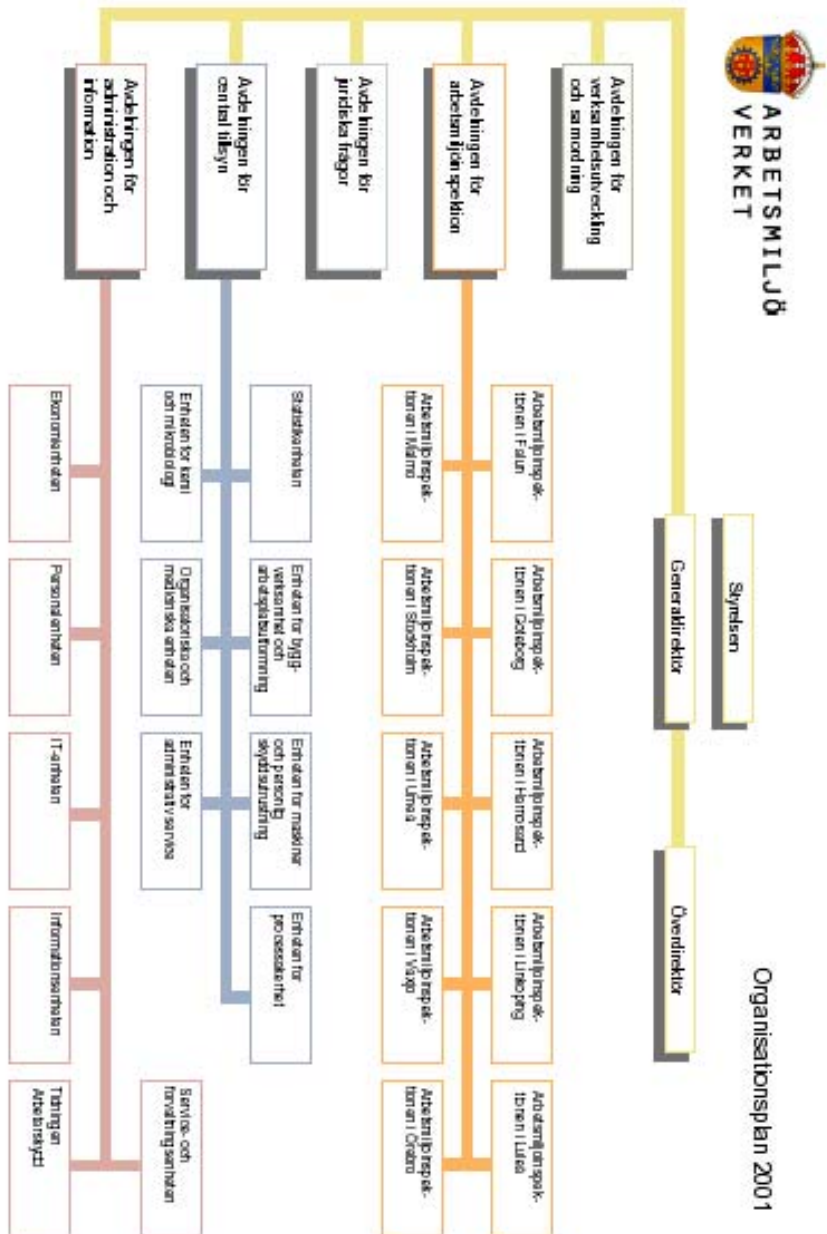 ARBETSMILJÖ
VERKET
Organisationsplan 2001
Styrelsen
Generaldirektör
Överdirektör
Avdelningen för
verksamhetsutveckling
och samordning
Avdelningen för
arbetsmiljöinspektion
Arbetsmiljöinspek-
tionen i Falun
Arbetsmiljöinspek-
tionen i Göteborg
Arbetsmiljöinspek-
tionen i Härnösand
Arbetsmiljöinspek-
tionen i Linköping
Arbetsmiljöinspek-
tionen i Luleå
Arbetsmiljöinspek-
tionen i Malmö
Arbetsmiljöinspek-
tionen i Stockholm
Arbetsmiljöinspek-
tionen i Umeå
Arbetsmiljöinspek-
tionen i Växjö
Arbetsmiljöinspek-
tionen i Örebro
Avdelningen för
juridiska frågor
Avdelningen för
central tillsyn
Statistikenheten
Enheten för bygg-
verksamhet och
arbetsplatsutformning
Enheten för maskiner
och personlig
skyddsutrustning
Enheten för
processäkerhet
Enheten för kemi
och mikrobiologi
Organisatoriska och
medicinska enheten
Enheten för
administrativ service
Avdelningen för
administration och
information
Service- och
förvaltningsenheten
Ekonomienheten
Personalenheten
IT-enheten
Informationsenheten
Tidningen
Arbetarskydd